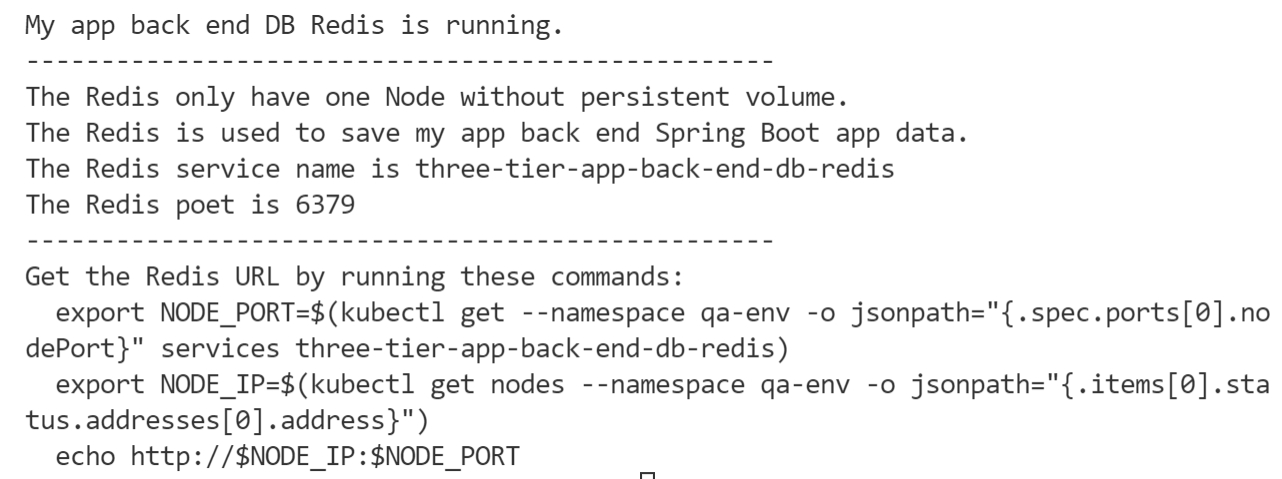 My app back end DB Redis is running.
--------------------------------------------------
The Redis only have one Node without persistent volume.
The Redis is used to save my app back end Spring Boot app data.
The Redis service name is three-tier-app-back-end-db-redis
The Redis poet is 6379
--------------------------------------------------
Get the Redis URL by running these commands:
  export NODE_PORT=$(kubectl get --namespace qa-env -o jsonpath="{.spec.ports[0].no
dePort}" services three-tier-app-back-end-db-redis)
  export NODE_IP=$(kubectl get nodes --namespace qa-env -o jsonpath="{.items[0].sta
tus.addresses[0].address}")
  echo http://$NODE_IP:$NODE_PORT